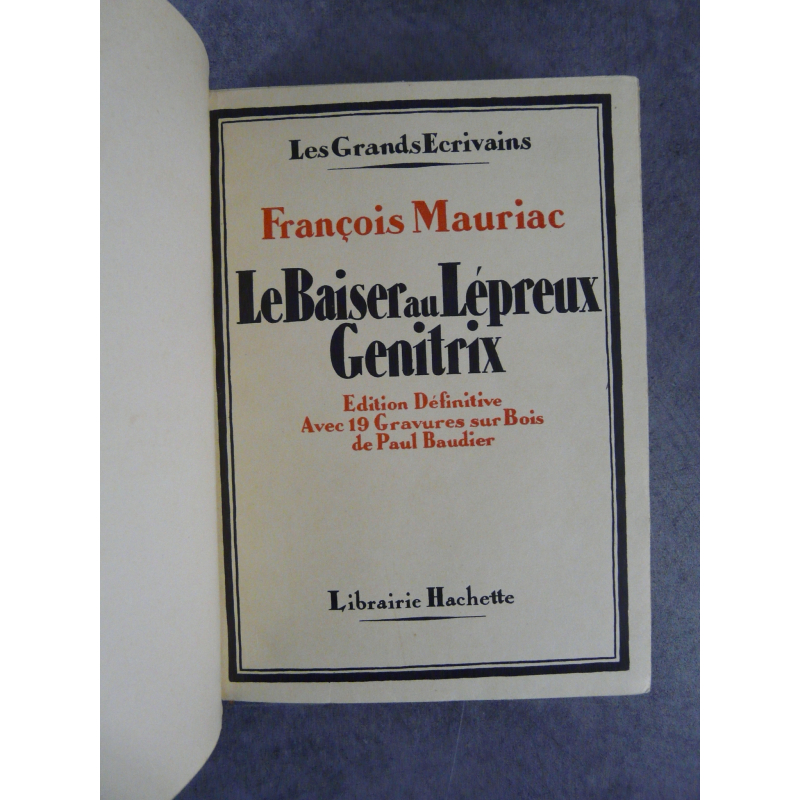 Les Grands Ecrivains
François Mauriac
Le Baiser au Lépreux
Genitrix
Edition Définitive
Avec 19 Gravures sur Bois
de Paul Baudier
Librairie Hachette